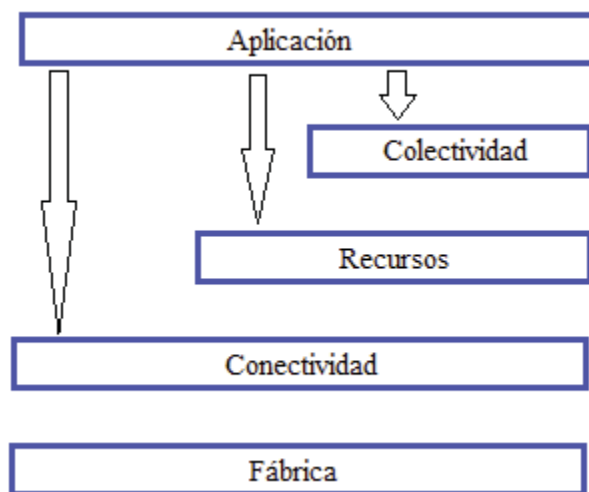 Aplicación
Colectividad
Recursos
Conectividad
Fábrica